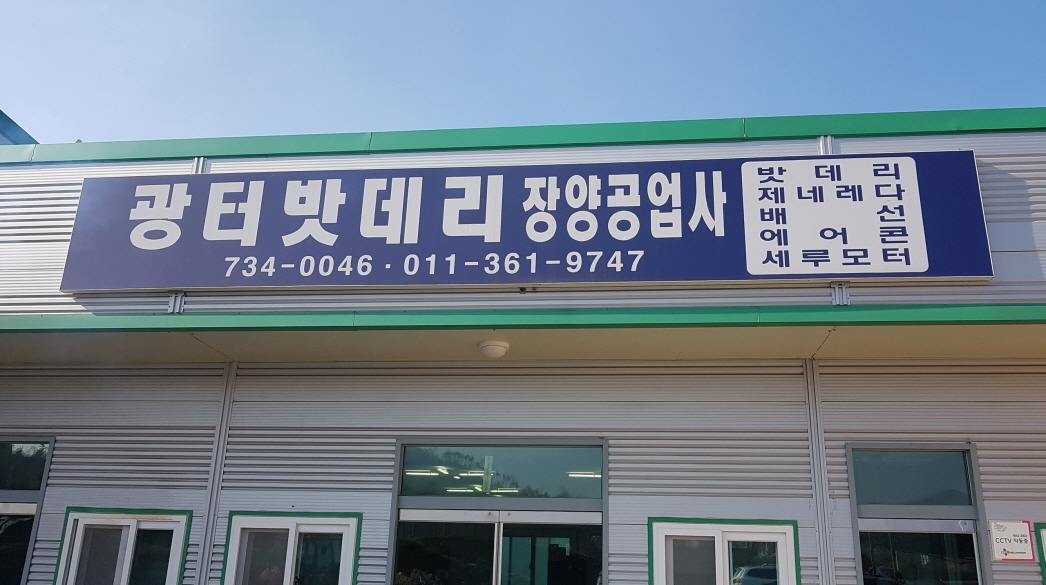 광터밧데리 장양공업사
734-0046 · 011-361-9747
밧데리
제네레다
배선
에어콘
세루모터
CCTV 작동중